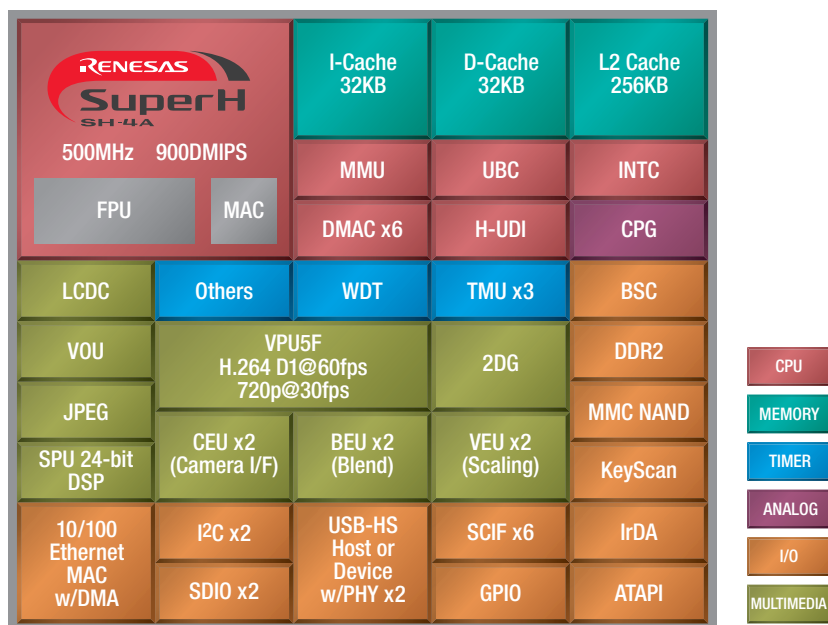 RENESAS
SuperH
SH-4A
500MHz 900DMIPS
FPU
MAC
I-Cache
32KB
D-Cache
32KB
L2 Cache
256KB
MMU
UBC
INTC
DMAC x6
H-UDI
CPG
LCDC
Others
WDT
TMU x3
BSC
VOU
VPU5F
H.264 D1@60fps
720p@30fps
2DG
DDR2
JPEG
MMC NAND
CEU x2
(Camera I/F)
BEU x2
(Blend)
VEU x2
(Scaling)
SPU 24-bit
DSP
KeyScan
10/100
Ethernet
MAC
w/DMA
I²C x2
USB-HS
Host or
Device
w/PHY x2
SCIF x6
IrDA
SDIO x2
GPIO
ATAPI
CPU
MEMORY
TIMER
ANALOG
I/O
MULTIMEDIA